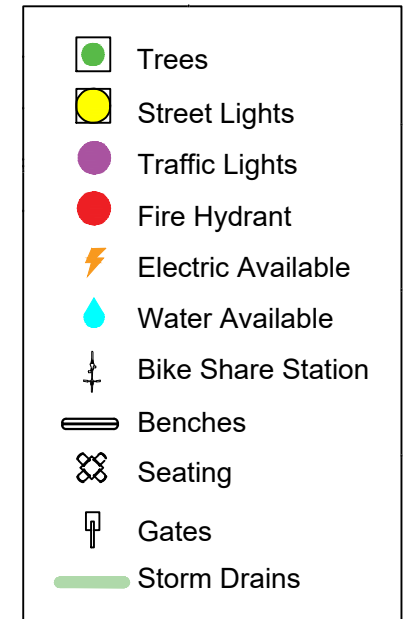 Trees
Street Lights
Traffic Lights
Fire Hydrant
Electric Available
Water Available
Bike Share Station
Benches
Seating
Gates
Storm Drains